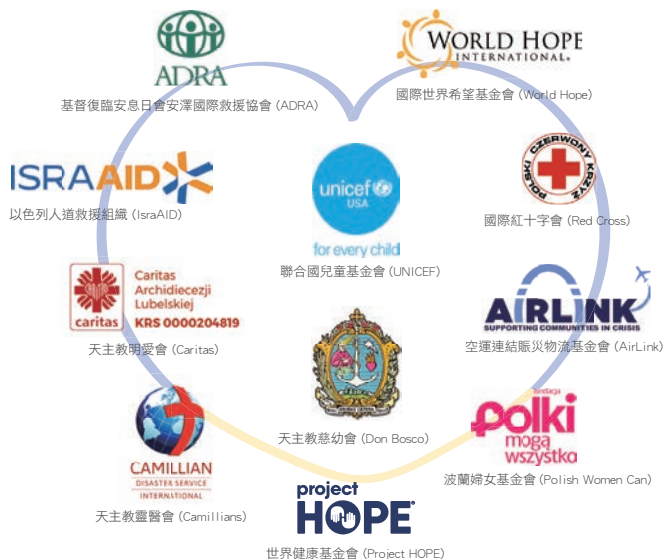 ADRA
基督復臨安息日會安澤國際救援協會 (ADRA)
WORLD HOPE
INTERNATIONAL
國際世界希望基金會 (World Hope)
ISRAAID
以色列人道救援組織 (IsraAID)
unicef
USA
for every child
聯合國兒童基金會 (UNICEF)
POLSKI CZERWONY KRZYŻ
國際紅十字會 (Red Cross)
caritas
Caritas
Archidiecezji
Lubelskiej
KRS 0000204819
天主教明愛會 (Caritas)
天主教慈幼會 (Don Bosco)
AIRLINK
SUPPORTING COMMUNITIES IN CRISIS
空運連結賑災物流基金會 (AirLink)
CAMILLIAN
DISASTER SERVICE
INTERNATIONAL
天主教靈醫會 (Camillians)
fundacja
polki
mogą
wszystko
波蘭婦女基金會 (Polish Women Can)
project
HOPE
世界健康基金會 (Project HOPE)